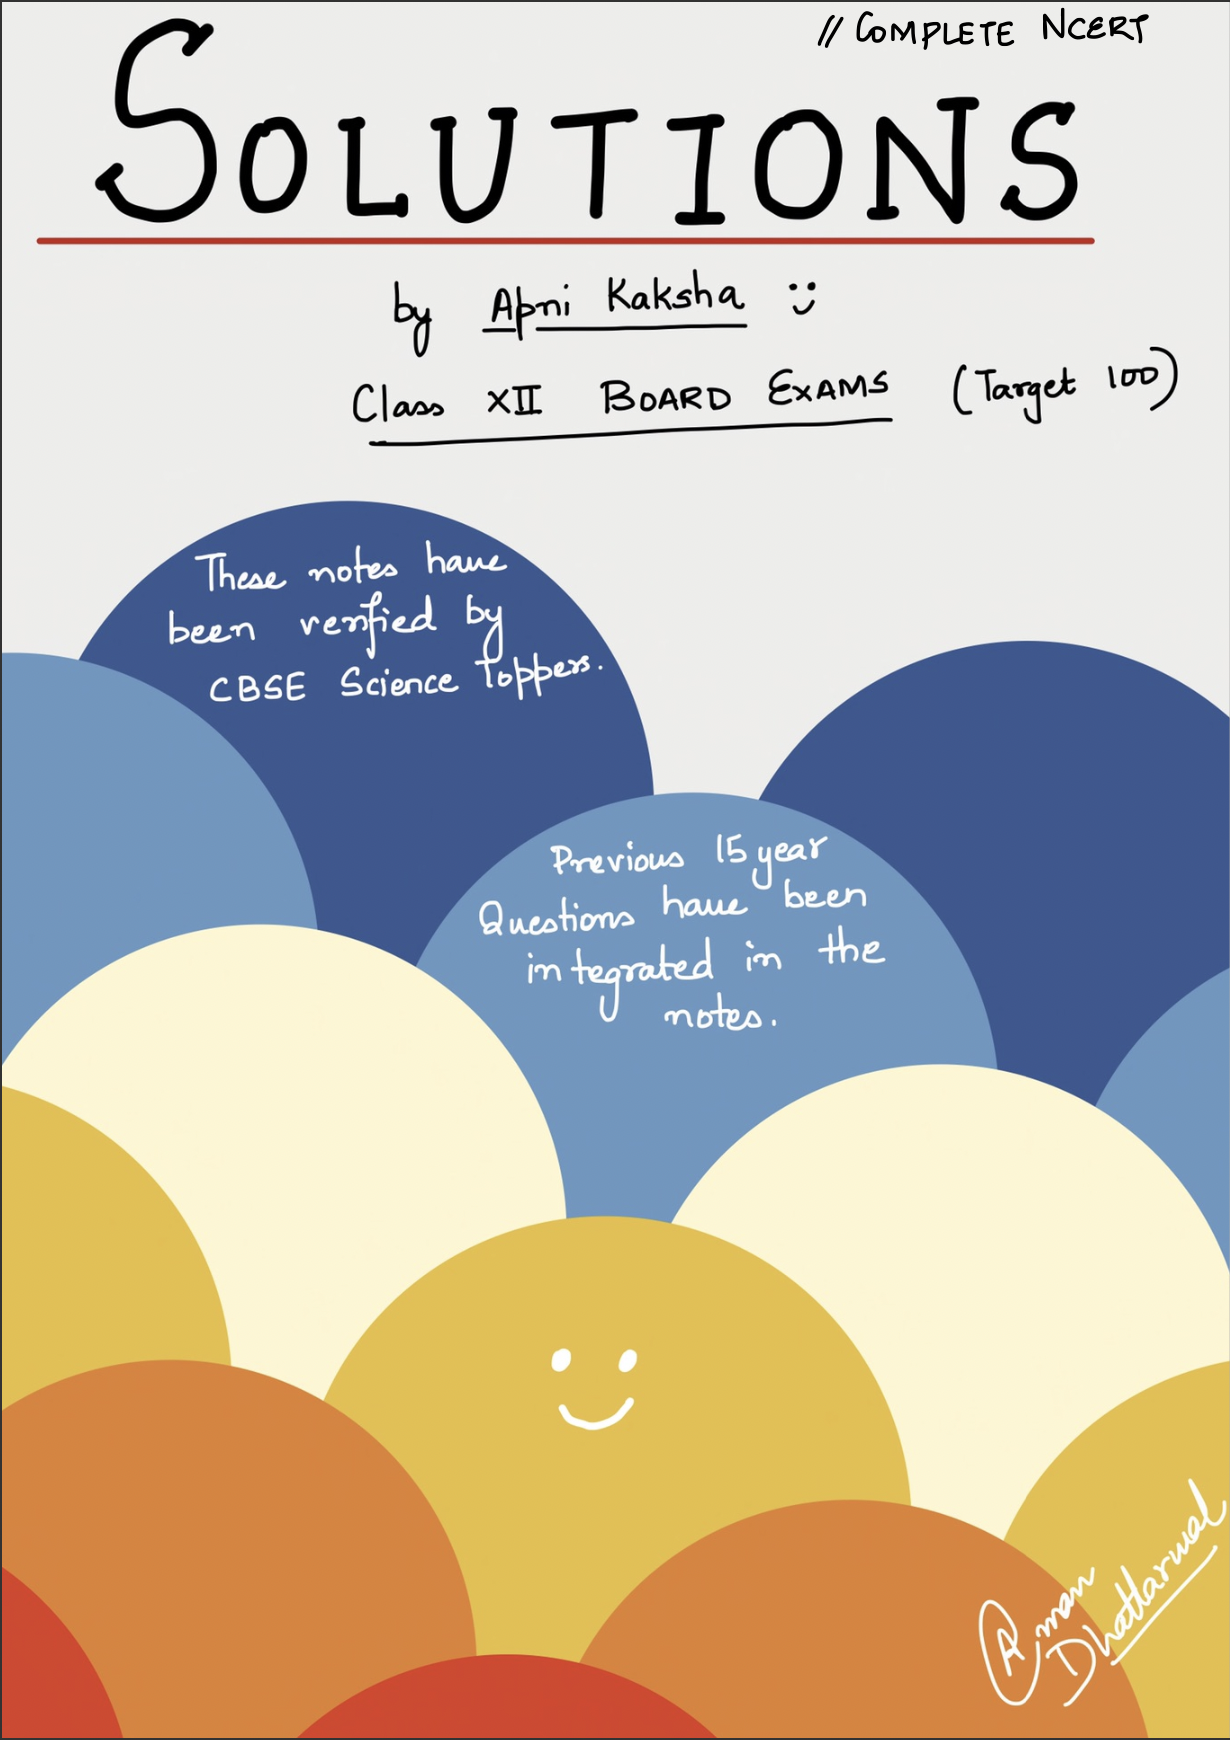 // COMPLETE NCERT
SOLUTIONS
by Apni Kaksha :)
Class XII BOARD EXAMS (Target 100)
These notes have
been verified by
CBSE Science toppers.
Previous 15 year
Questions have been
integrated in the
notes.
Aman
Dhattarwal